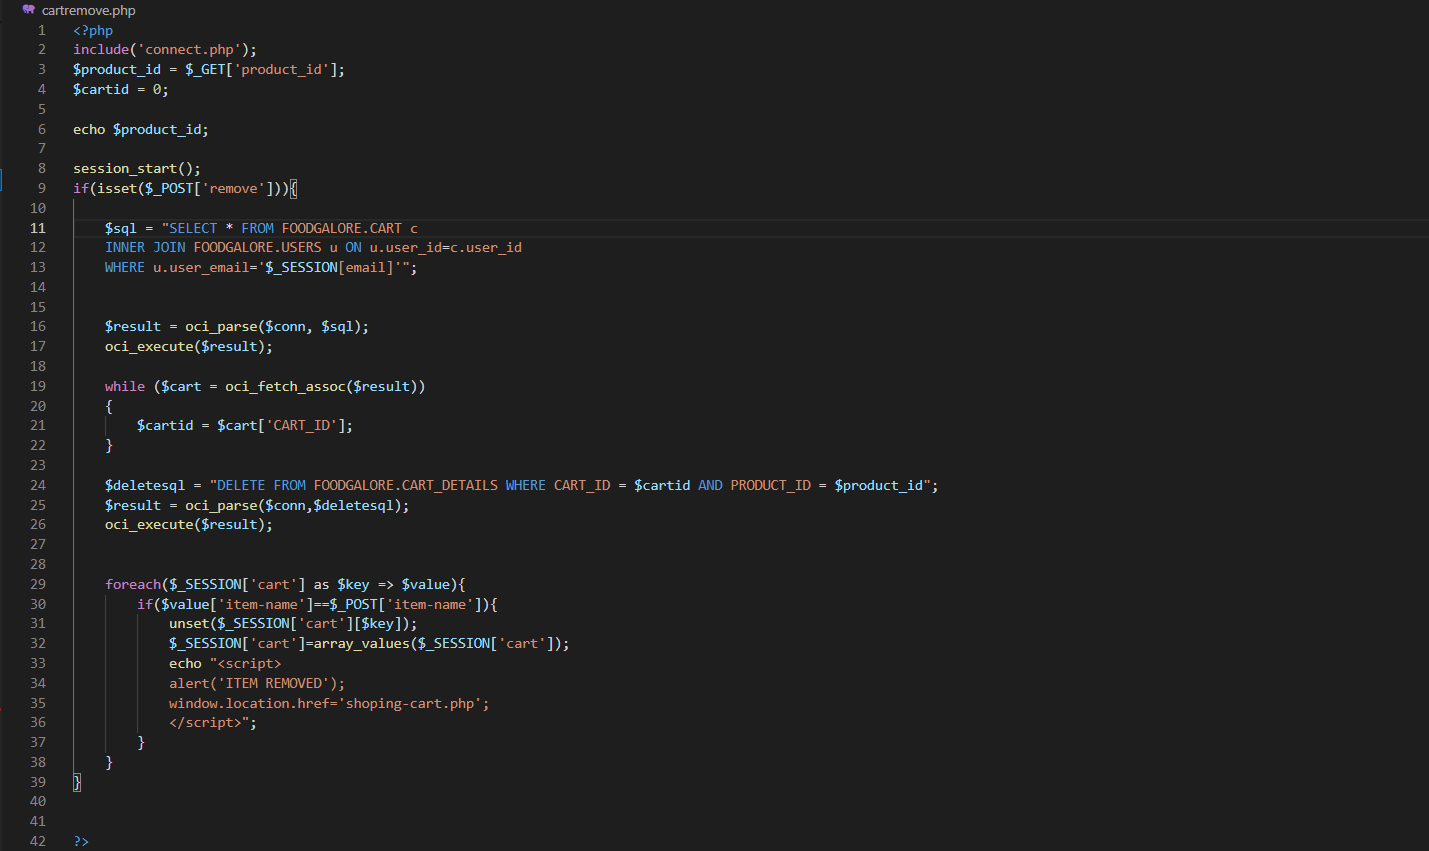 cartremove.php
1 <?php
2 include('connect.php');
3 $product_id = $_GET['product_id'];
4 $cartid = 0;
5
6 echo $product_id;
7
8 session_start();
9 if(isset($_POST['remove'])){
10
11 $sql = "SELECT * FROM FOODGALORE.CART c
12 INNER JOIN FOODGALORE.USERS u ON u.user_id=c.user_id
13 WHERE u.user_email='$_SESSION[email]'";
14
15
16 $result = oci_parse($conn, $sql);
17 oci_execute($result);
18
19 while ($cart = oci_fetch_assoc($result))
20 {
21 $cartid = $cart['CART_ID'];
22 }
23
24 $deletesql = "DELETE FROM FOODGALORE.CART_DETAILS WHERE CART_ID = $cartid AND PRODUCT_ID = $product_id";
25 $result = oci_parse($conn,$deletesql);
26 oci_execute($result);
27
28
29 foreach($_SESSION['cart'] as $key => $value){
30 if($value['item-name']==$_POST['item-name']){
31 unset($_SESSION['cart'][$key]);
32 $_SESSION['cart']=array_values($_SESSION['cart']);
33 echo "<script>
34 alert('ITEM REMOVED');
35 window.location.href='shoping-cart.php';
36 </script>";
37 }
38 }
39 }
40
41
42 ?>